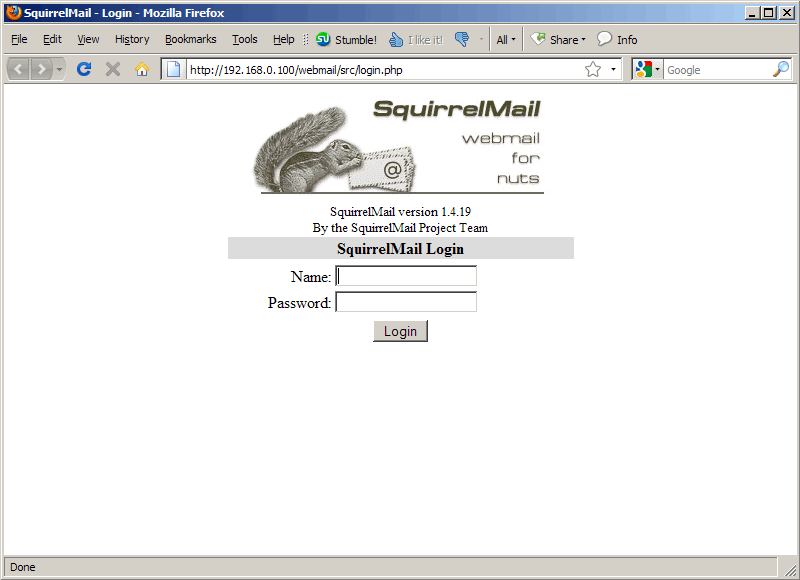 SquirrelMail - Login - Mozilla Firefox
File Edit View History Bookmarks Tools Help Stumble! I like it! All Share Info
http://192.168.0.100/webmail/src/login.php Google
SquirrelMail
webmail
for
nuts
@
SquirrelMail version 1.4.19
By the SquirrelMail Project Team
SquirrelMail Login
Name:
Password:
Login
Done